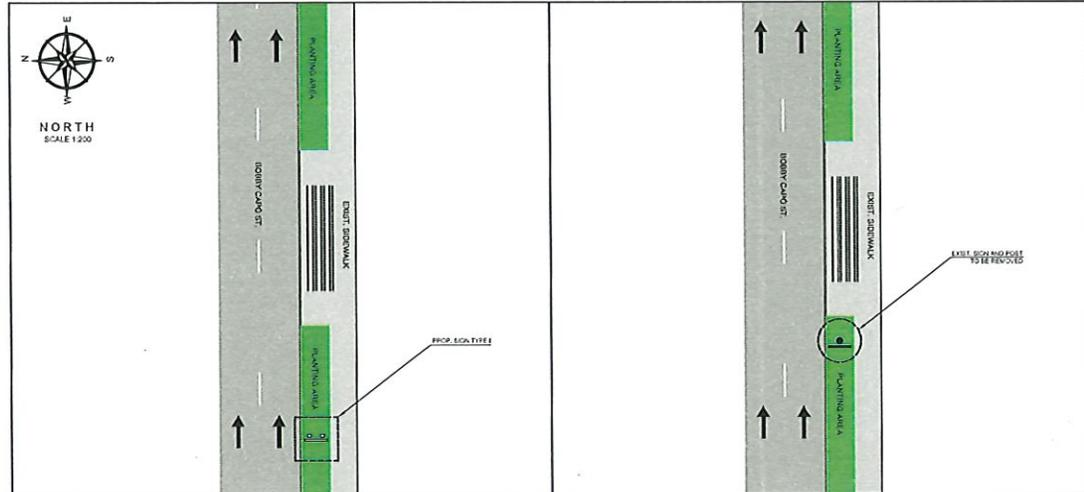 E
N
S
W
NORTH
SCALE 1:200
PLANTING AREA
BOBBY CAPO ST.
EXIST. SIDEWALK
PLANTING AREA
PROP. SIGN TYPE
PLANTING AREA
BOBBY CAPO ST.
EXIST. SIDEWALK
EXIST. SIGN AND POST
TO BE REMOVED
PLANTING AREA